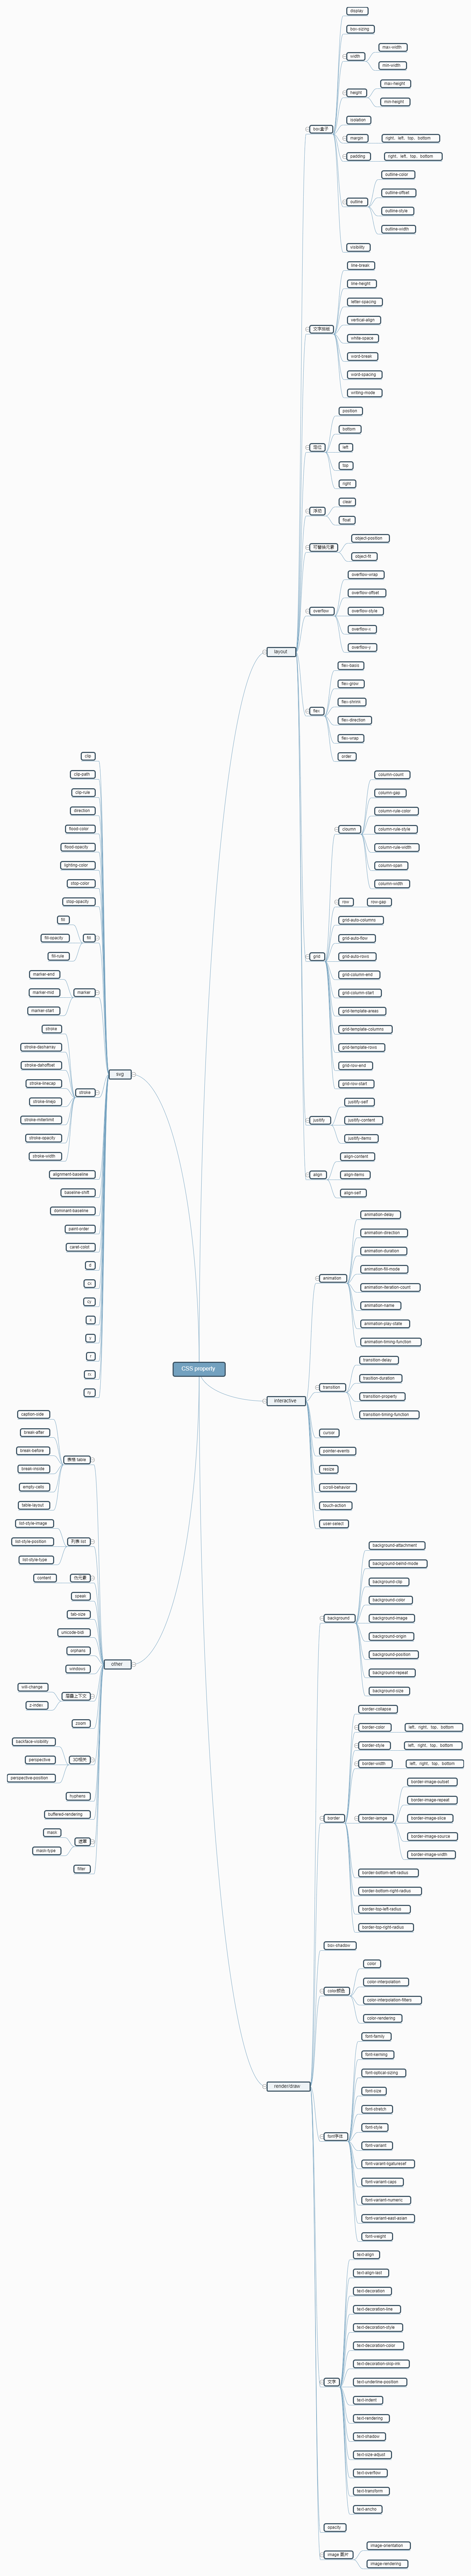 CSS property
layout
box盒子
display
box-sizing
width
max-width
min-width
height
max-height
min-height
isolation
margin
right、left、top、bottom
padding
right、left、top、bottom
outline
outline-color
outline-offset
outline-style
outline-width
visibility
line-break
line-height
letter-spacing
vertical-align
white-space
word-break
word-spacing
writing-mode
定位
position
bottom
left
top
right
浮动
clear
float
可替换元素
object-position
object-fit
overflow
overflow-wrap
overflow-offset
overflow-style
overflow-x
overflow-y
flex
flex-basis
flex-grow
flex-shrink
flex-direction
flex-wrap
order
grid
cloumn
column-count
column-gap
column-rule-color
column-rule-style
column-rule-width
column-span
column-width
row
row-gap
grid-auto-columns
grid-auto-flow
grid-auto-rows
grid-column-end
grid-column-start
grid-template-areas
grid-template-columns
grid-template-rows
grid-row-end
grid-row-start
justify
justify-self
justify-content
justify-items
align
align-content
align-items
align-self
interactive
animation
animation-delay
animation-direction
animation-duration
animation-fill-mode
animation-iteration-count
animation-name
animation-play-state
animation-timing-function
transition
transition-delay
transition-property
transition-timing-function
cursor
pointer-events
resize
scroll-behavior
touch-action
user-select
render/draw
background
background-attachment
background-blend-mode
background-clip
background-color
background-image
background-origin
background-position
background-repeat
background-size
border
border-collapse
border-color
left、right、top、bottom
border-style
left、right、top、bottom
border-width
left、right、top、bottom
border-iamge
border-image-outset
border-image-repeat
border-image-slice
border-image-source
border-image-width
border-bottom-left-radius
border-bottom-right-radius
border-top-left-radius
border-top-right-radius
box-shadow
color颜色
color
color-interpolation
color-interpolation-filters
color-rendering
font字体
font-family
font-kerning
font-optical-sizing
font-size
font-stretch
font-style
font-variant
font-variant-caps
font-variant-numeric
font-variant-east-asian
font-weight
文字
text-align
text-align-last
text-decoration
text-decoration-line
text-decoration-style
text-decoration-color
text-decoration-skip-ink
text-underline-position
text-indent
text-rendering
text-shadow
text-size-adjust
text-overflow
text-transform
text-ancho
opacity
image 图片
image-orientation
image-rendering
svg
clip
clip-path
clip-rule
direction
flood-color
flood-opacity
lighting-color
stop-color
stop-opacity
fill
fill
fill-opacity
fill-rule
marker
marker-end
marker-mid
marker-start
stroke
stroke
stroke-dasharray
stroke-linecap
stroke-miterlimit
stroke-opacity
stroke-width
alignment-baseline
baseline-shift
dominant-baseline
paint-order
d
x
y
r
rx
ry
other
表格 table
caption-side
break-after
break-before
break-inside
empty-cells
table-layout
列表 list
list-style-image
list-style-position
list-style-type
伪元素
content
speak
tab-size
unicode-bidi
orphans
windows
层叠上下文
will-change
z-index
zoom
backface-visibility
perspective
perspective-position
huphens
buffered-rendering
遮罩
mask
mask-type
filter